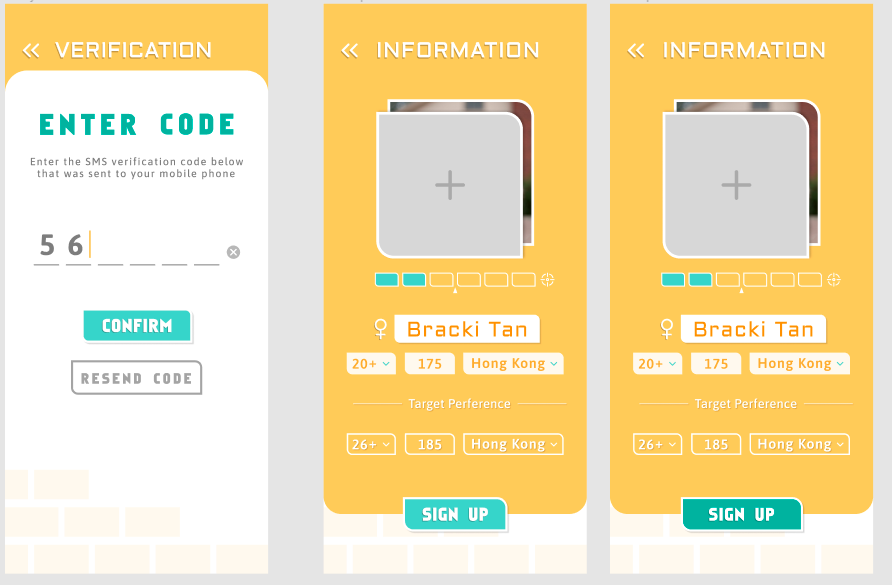 VERIFICATION
ENTER CODE
Enter the SMS verification code below
that was sent to your mobile phone
5 6
CONFIRM
RESEND CODE
INFORMATION
Bracki Tan
20+ 175 Hong Kong
Target Perference
26+ 185 Hong Kong
SIGN UP
INFORMATION
Bracki Tan
20+ 175 Hong Kong
Target Perference
26+ 185 Hong Kong
SIGN UP